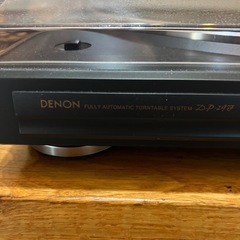 DENON FULLY AUTOMATIC TURNTABLE SYSTEM DP-29F